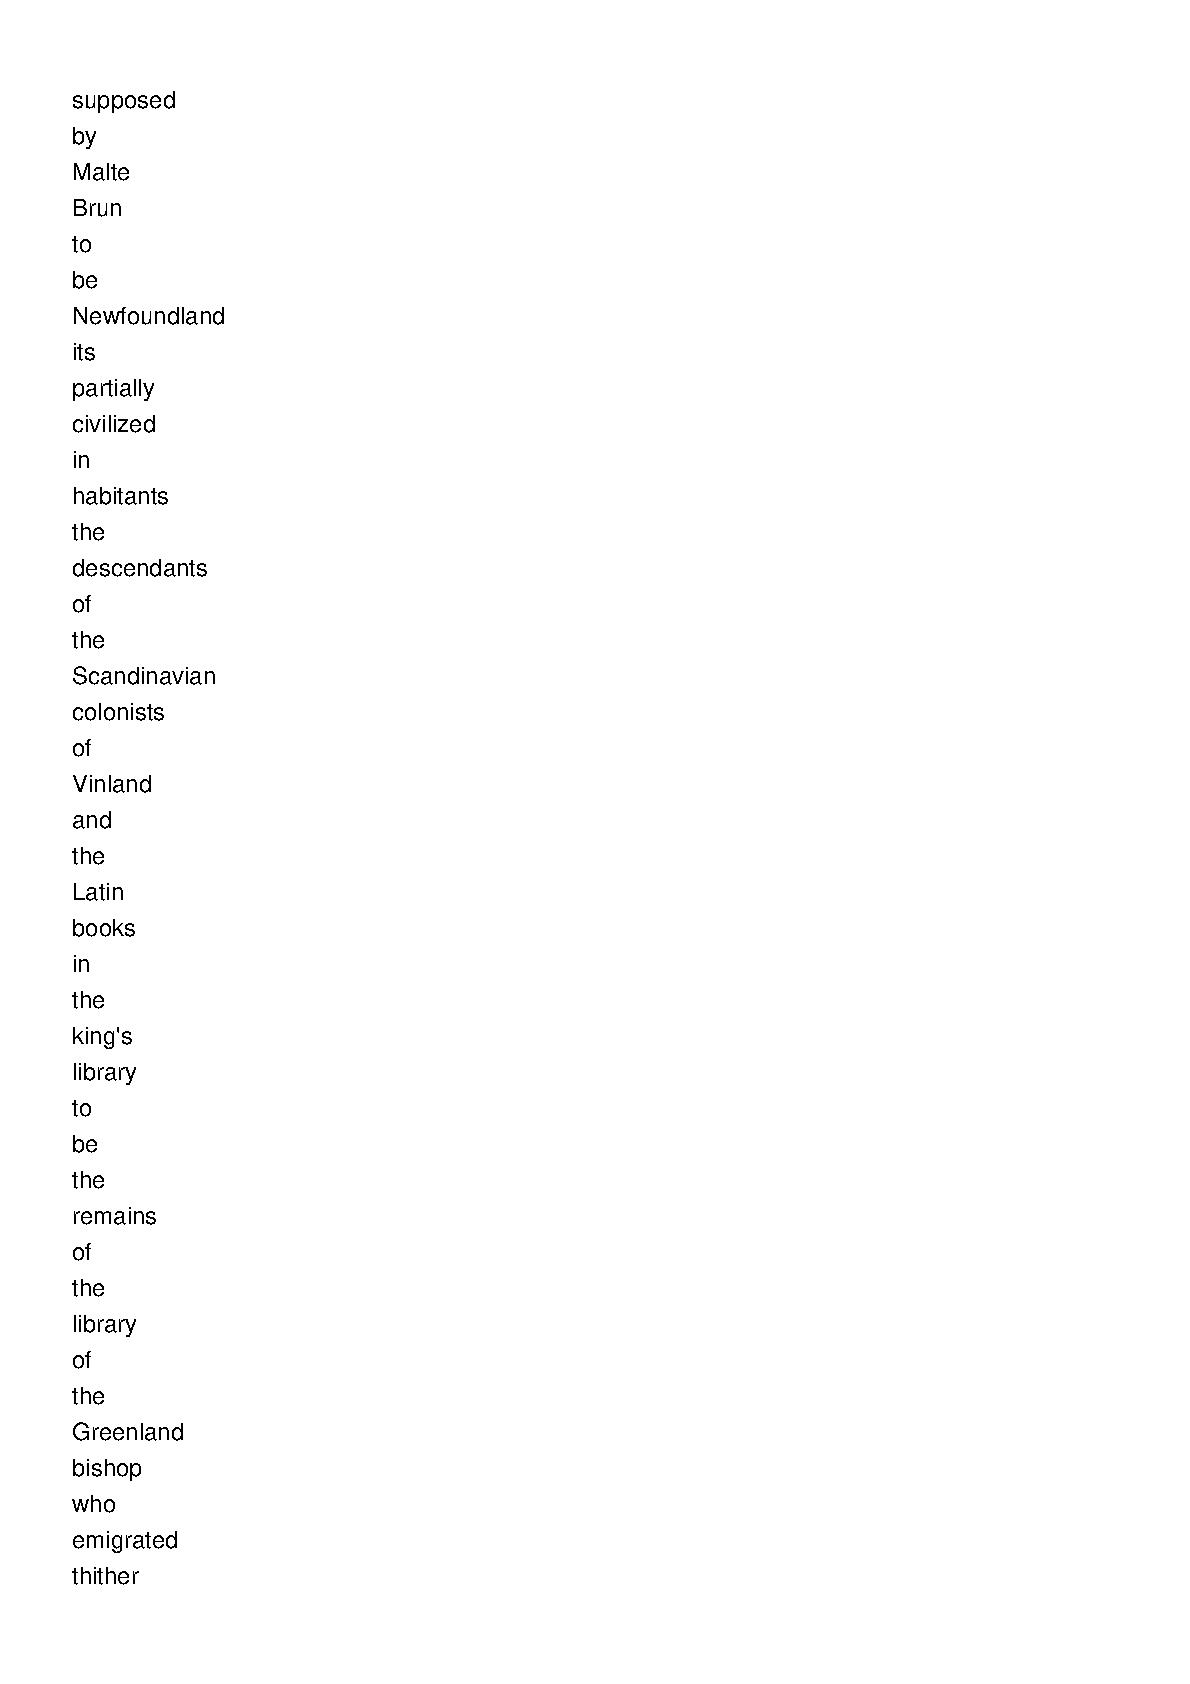 supposed
by
Malte
Brun
to
be
Newfoundland
its
partially
civilized
in
habitants
the
descendants
of
the
Scandinavian
colonists
of
Vinland
and
the
Latin
books
in
the
king's
library
to
be
the
remains
of
the
library
of
the
Greenland
bishop
who
emigrated
thither